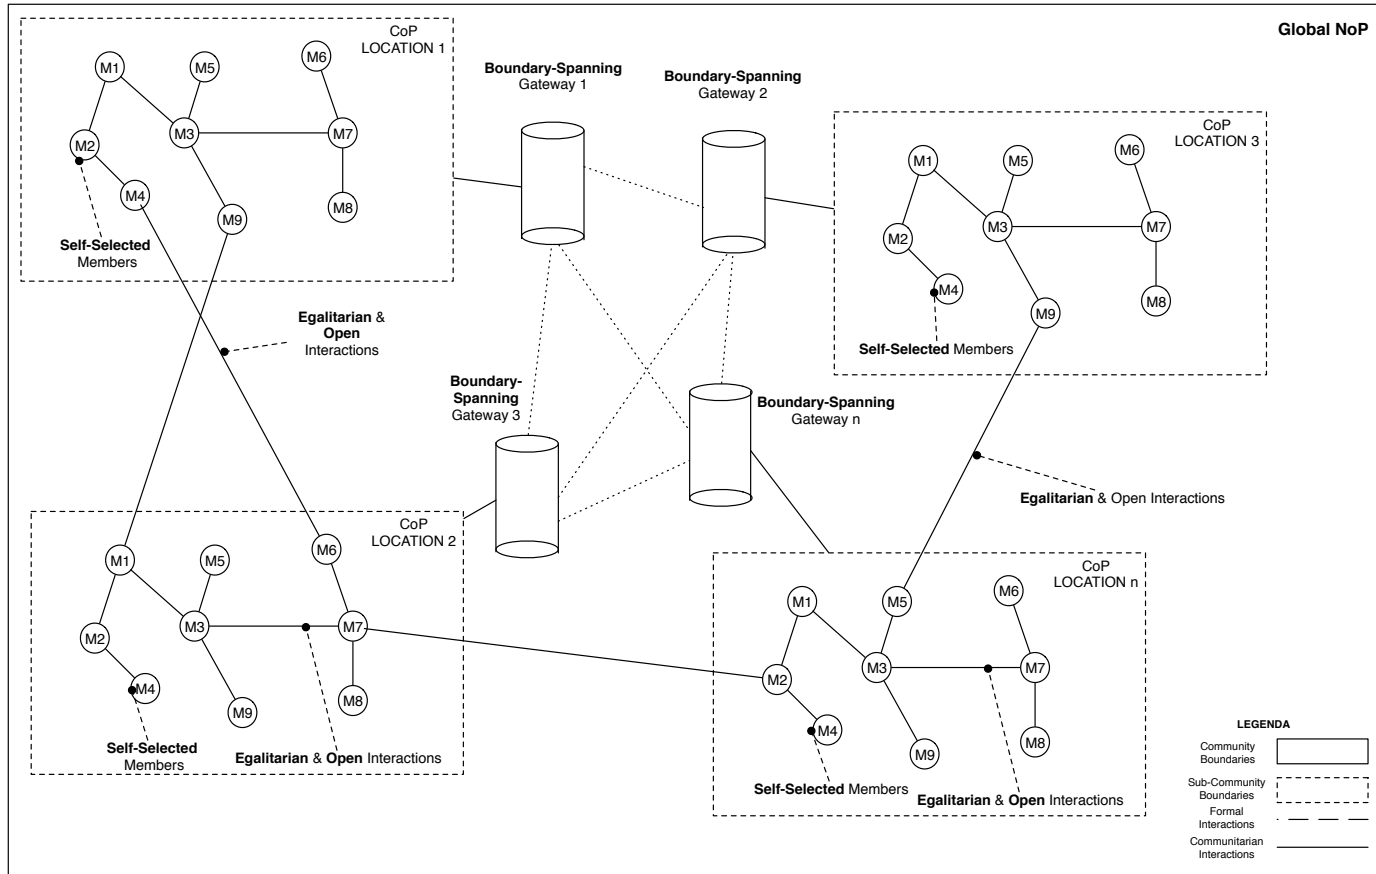 Global NoP
CoP
LOCATION 1
M1
M5
M6
M3
M7
M2
M4
M8
M9
Self-Selected
Members
Boundary-Spanning
Gateway 1
Boundary-Spanning
Gateway 2
CoP
LOCATION 3
M1
M5
M6
M3
M7
M2
M4
M8
M9
Self-Selected Members
Egalitarian &
Open
Interactions
Boundary-
Spanning
Gateway 3
Boundary-Spanning
Gateway n
Egalitarian & Open Interactions
CoP
LOCATION 2
M1
M5
M6
M3
M7
M2
M4
M8
M9
Self-Selected
Members
Egalitarian & Open Interactions
CoP
LOCATION n
M1
M5
M6
M3
M7
M2
M4
M8
M9
Self-Selected Members
Egalitarian & Open Interactions
LEGENDA
Community
Boundaries
Sub-Community
Boundaries
Formal
Interactions
Communitarian
Interactions